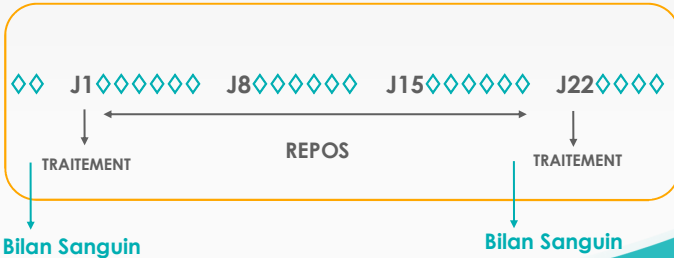 ◊◊ J1◊◊◊◊◊◊ J8◊◊◊◊◊◊ J15◊◊◊◊◊◊ J22◊◊◊◊
REPOS
TRAITEMENT TRAITEMENT
Bilan Sanguin Bilan Sanguin